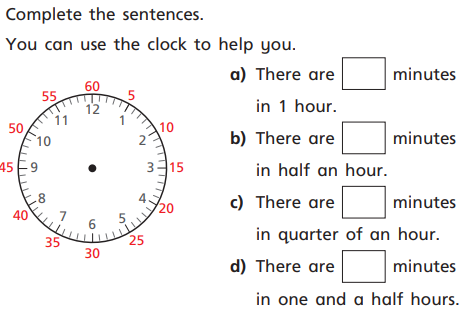 Complete the sentences.
You can use the clock to help you.
60
55 5
12
11 1
50 10
10 2
45 9 3 15
8 4
40 20
7 5
6
35 25
30
a) There are minutes
in 1 hour.
b) There are minutes
in half an hour.
c) There are minutes
in quarter of an hour.
d) There are minutes
in one and a half hours.